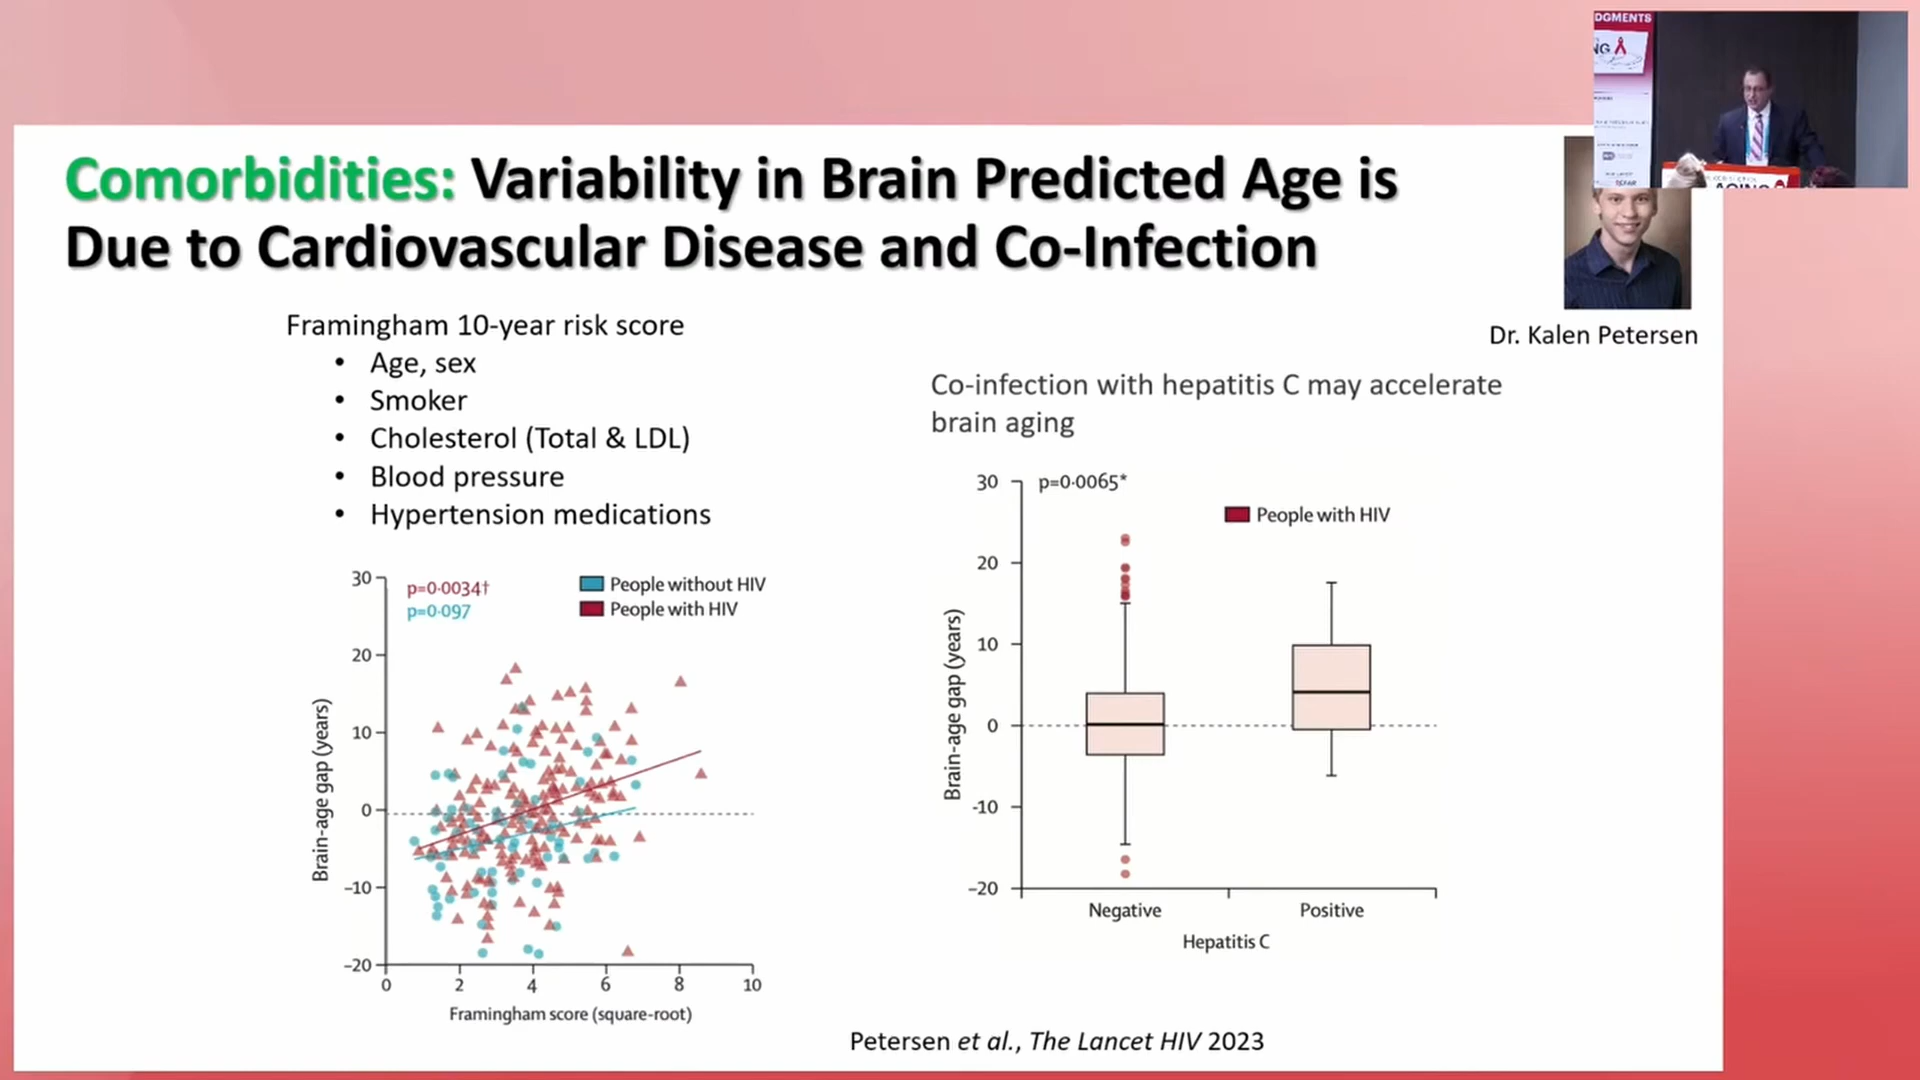 DGMENTS
NG
AGING
Comorbidities: Variability in Brain Predicted Age is
Due to Cardiovascular Disease and Co-Infection
Dr. Kalen Petersen
Framingham 10-year risk score
• Age, sex
• Smoker
• Cholesterol (Total & LDL)
• Blood pressure
• Hypertension medications
p=0·0034†
p=0·097
People without HIV
People with HIV
Brain-age gap (years)
30
20
10
0
–10
–20
0 2 4 6 8 10
Framingham score (square-root)
Co-infection with hepatitis C may accelerate
brain aging
p=0·0065*
People with HIV
Brain-age gap (years)
30
20
10
0
-10
–20
Negative Positive
Hepatitis C
Petersen et al., The Lancet HIV 2023